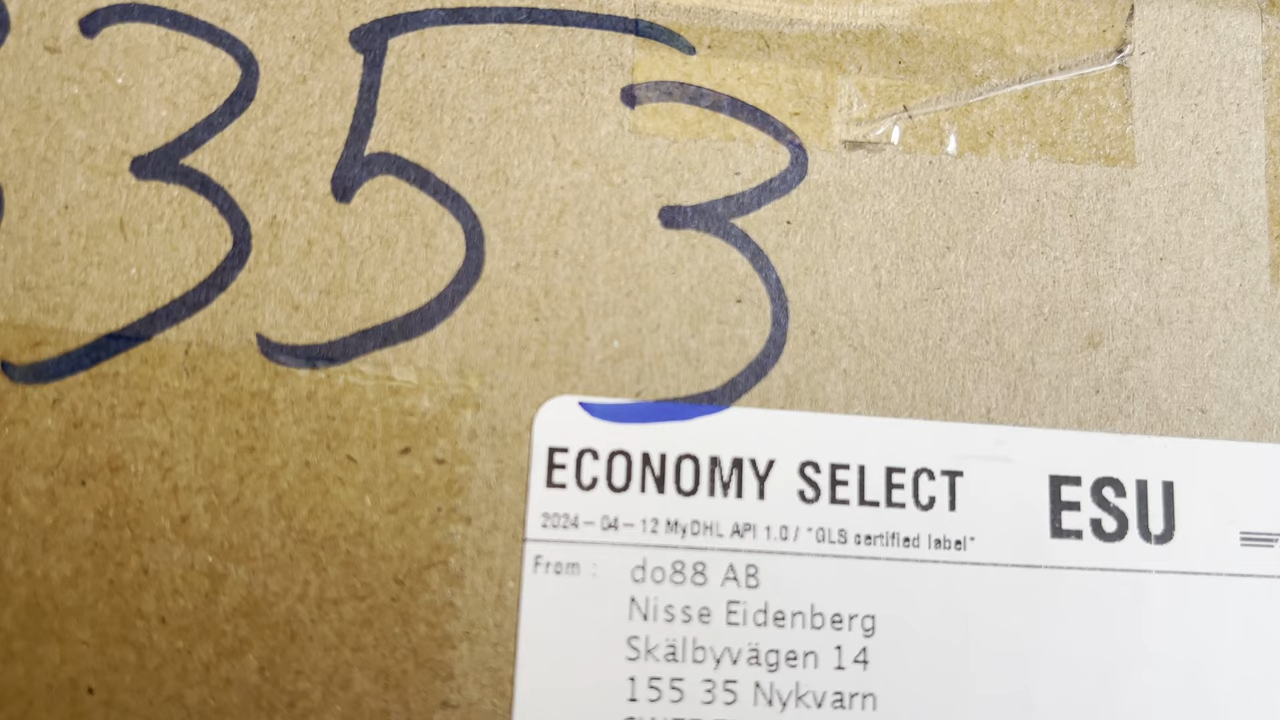 353
ECONOMY SELECT ESU
2024-04-12 MyDHL API 1.0 / "GLS certified label"
From : do88 AB
Nisse Eidenberg
Skälbyvägen 14
155 35 Nykvarn